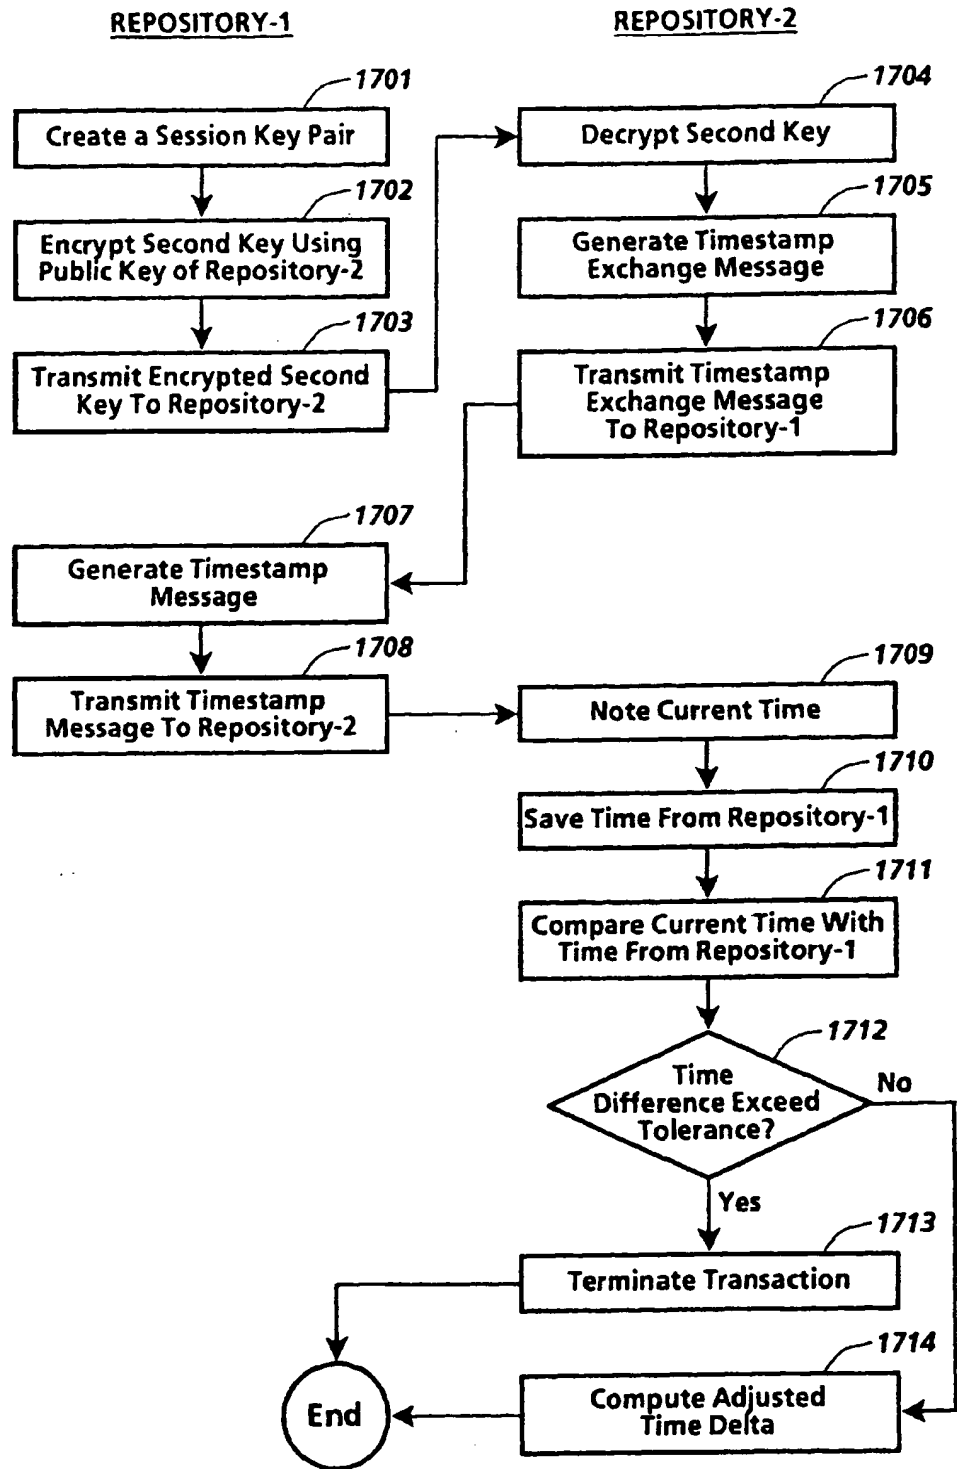 REPOSITORY-1
REPOSITORY-2
1701
Create a Session Key Pair
1702
Encrypt Second Key Using
Public Key of Repository-2
1703
Transmit Encrypted Second
Key To Repository-2
1704
Decrypt Second Key
1705
Generate Timestamp
Exchange Message
1706
Transmit Timestamp
Exchange Message
To Repository-1
1707
Generate Timestamp
Message
1708
Transmit Timestamp
Message To Repository-2
1709
Note Current Time
1710
Save Time From Repository-1
1711
Compare Current Time With
Time From Repository-1
1712
Time
Difference Exceed
Tolerance?
No
Yes
1713
Terminate Transaction
1714
Compute Adjusted
Time Delta
End